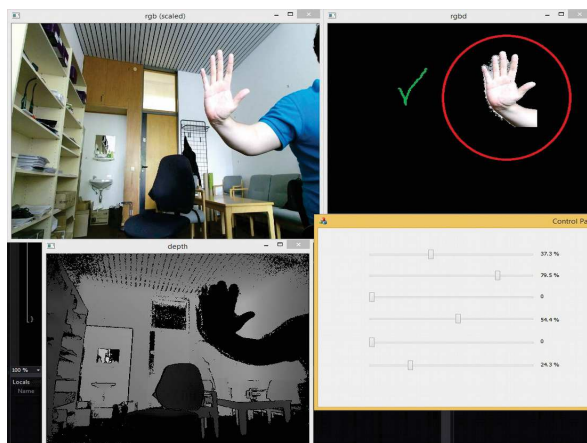 rgb (scaled)
rgbd
depth
Control Pa
37.3 %
79.5 %
0
54.4 %
0
24.3 %
100 %
Locals
Name